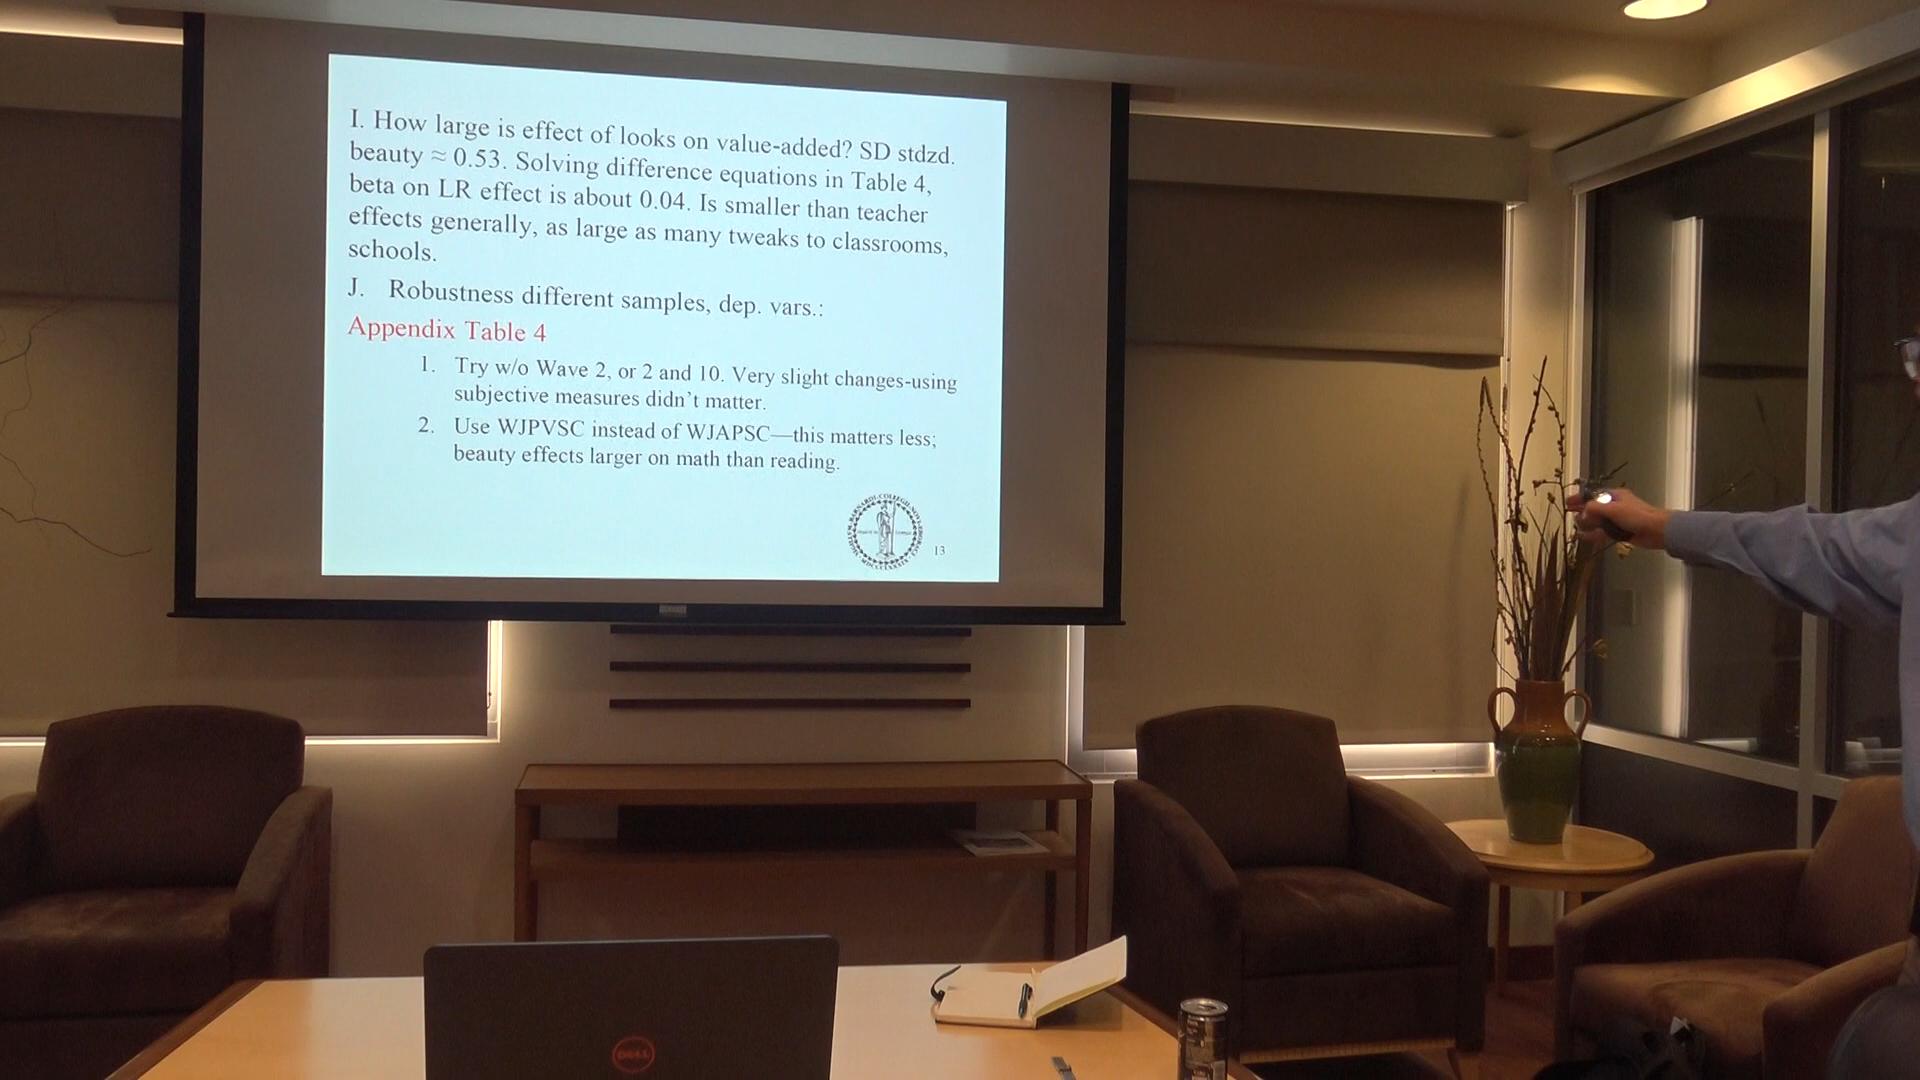 I. How large is effect of looks on value-added? SD stdzd.
beauty ≈ 0.53. Solving difference equations in Table 4,
beta on LR effect is about 0.04. Is smaller than teacher
effects generally, as large as many tweaks to classrooms,
schools.
J. Robustness different samples, dep. vars.:
Appendix Table 4
1. Try w/o Wave 2, or 2 and 10. Very slight changes-using
subjective measures didn't matter.
2. Use WJPVSC instead of WJAPSC—this matters less;
beauty effects larger on math than reading.
13
DELL